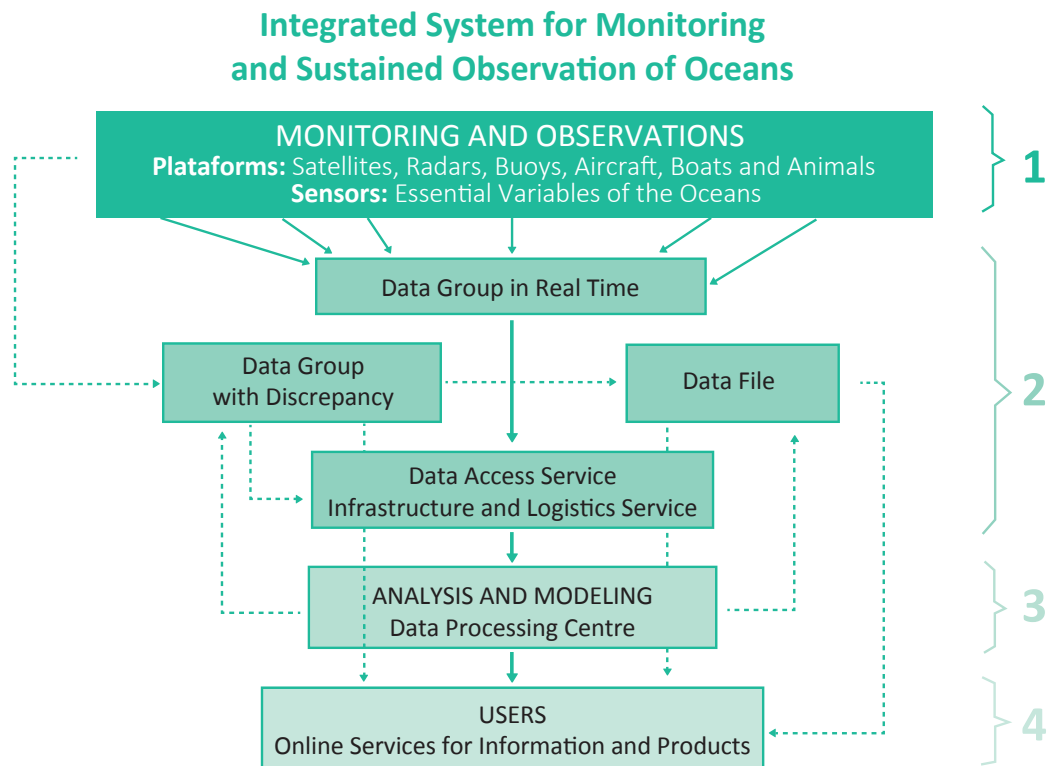 Integrated System for Monitoring
and Sustained Observation of Oceans
MONITORING AND OBSERVATIONS
Plataforms: Satellites, Radars, Buoys, Aircraft, Boats and Animals
Sensors: Essential Variables of the Oceans
1
Data Group in Real Time
Data Group
with Discrepancy
Data File
2
Data Access Service
Infrastructure and Logistics Service
ANALYSIS AND MODELING
Data Processing Centre
3
USERS
Online Services for Information and Products
4